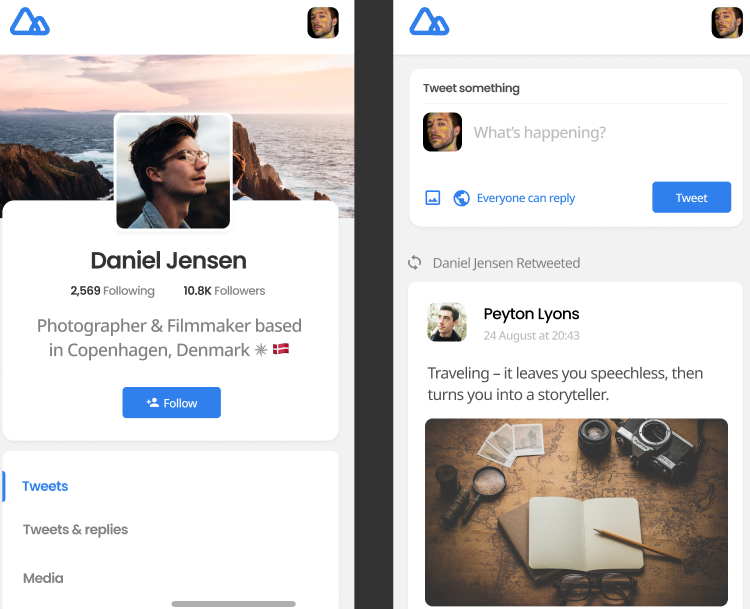 Daniel Jensen
2,569 Following 10.8K Followers
Photographer & Filmmaker based
in Copenhagen, Denmark ✴ 🇩🇰
Follow
Tweets
Tweets & replies
Media
Tweet something
What's happening?
Everyone can reply
Tweet
Daniel Jensen Retweeted
Peyton Lyons
24 August at 20:43
Traveling – it leaves you speechless, then
turns you into a storyteller.